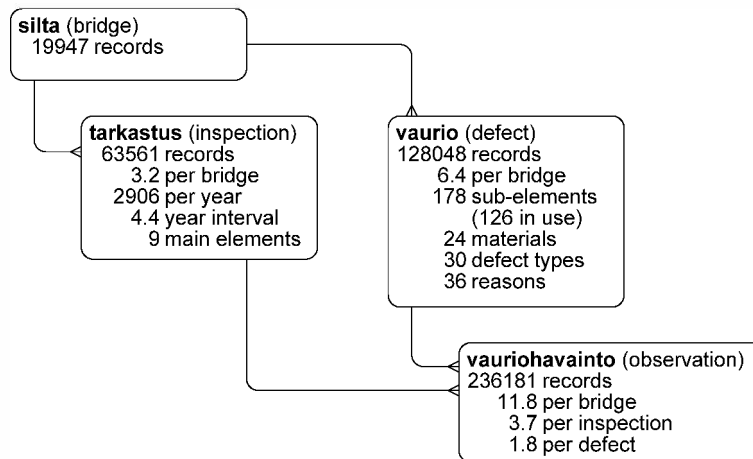 silta (bridge)
19947 records
tarkastus (inspection)
63561 records
3.2 per bridge
2906 per year
4.4 year interval
9 main elements
vaurio (defect)
128048 records
6.4 per bridge
178 sub-elements
(126 in use)
24 materials
30 defect types
36 reasons
vauriohavainto (observation)
236181 records
11.8 per bridge
3.7 per inspection
1.8 per defect